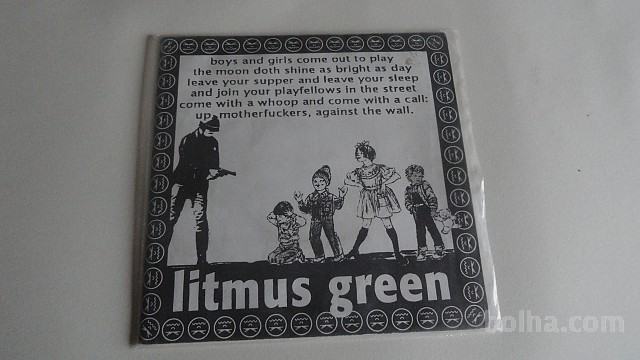 boys and girls come out to play
the moon doth shine as bright as day
leave your supper and leave your sleep
and join your playfellows in the street
come with a whoop and come with a call:
up, motherfuckers, against the wall.
litmus green
bolha.com